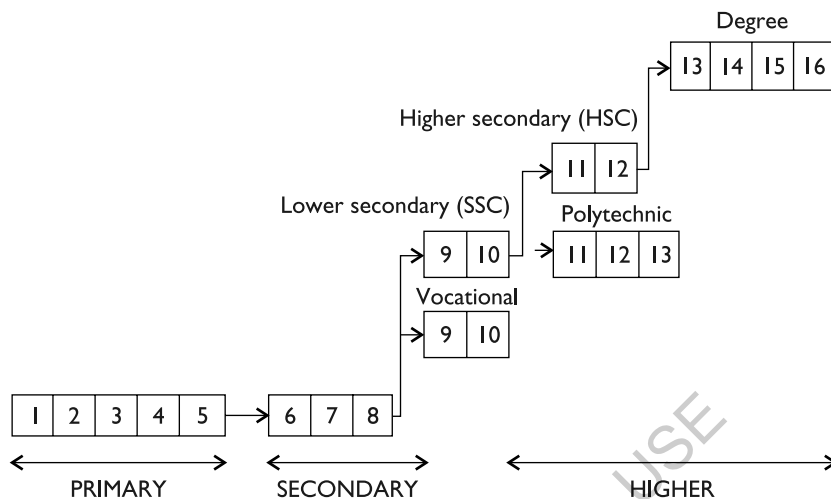 Degree
13 14 15 16
Higher secondary (HSC)
11 12
Lower secondary (SSC)
Polytechnic
9 10
11 12 13
Vocational
9 10
1 2 3 4 5
6 7 8
USE
PRIMARY
SECONDARY
HIGHER